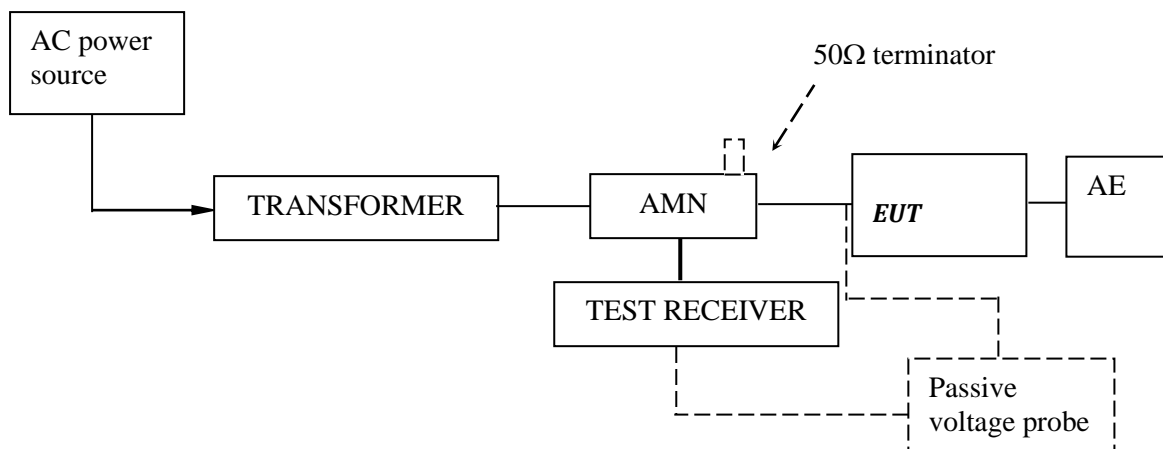 AC power
source
50Ω terminator
TRANSFORMER
AMN
EUT
AE
TEST RECEIVER
Passive
voltage probe